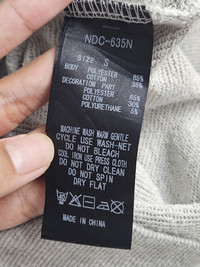 NDC-635N
SIZE S
BODY POLYESTER 65%
COTTON 35%
DECORATION PART
POLYESTER 65%
COTTON 30%
POLYURETHANE 5%
MACHINE WASH WARM GENTLE
CYCLE USE WASH-NET
DO NOT BLEACH
COOL IRON USE PRESS CLOTH
DO NOT DRY CLEAN
DO NOT SPIN
DRY FLAT
MADE IN CHINA